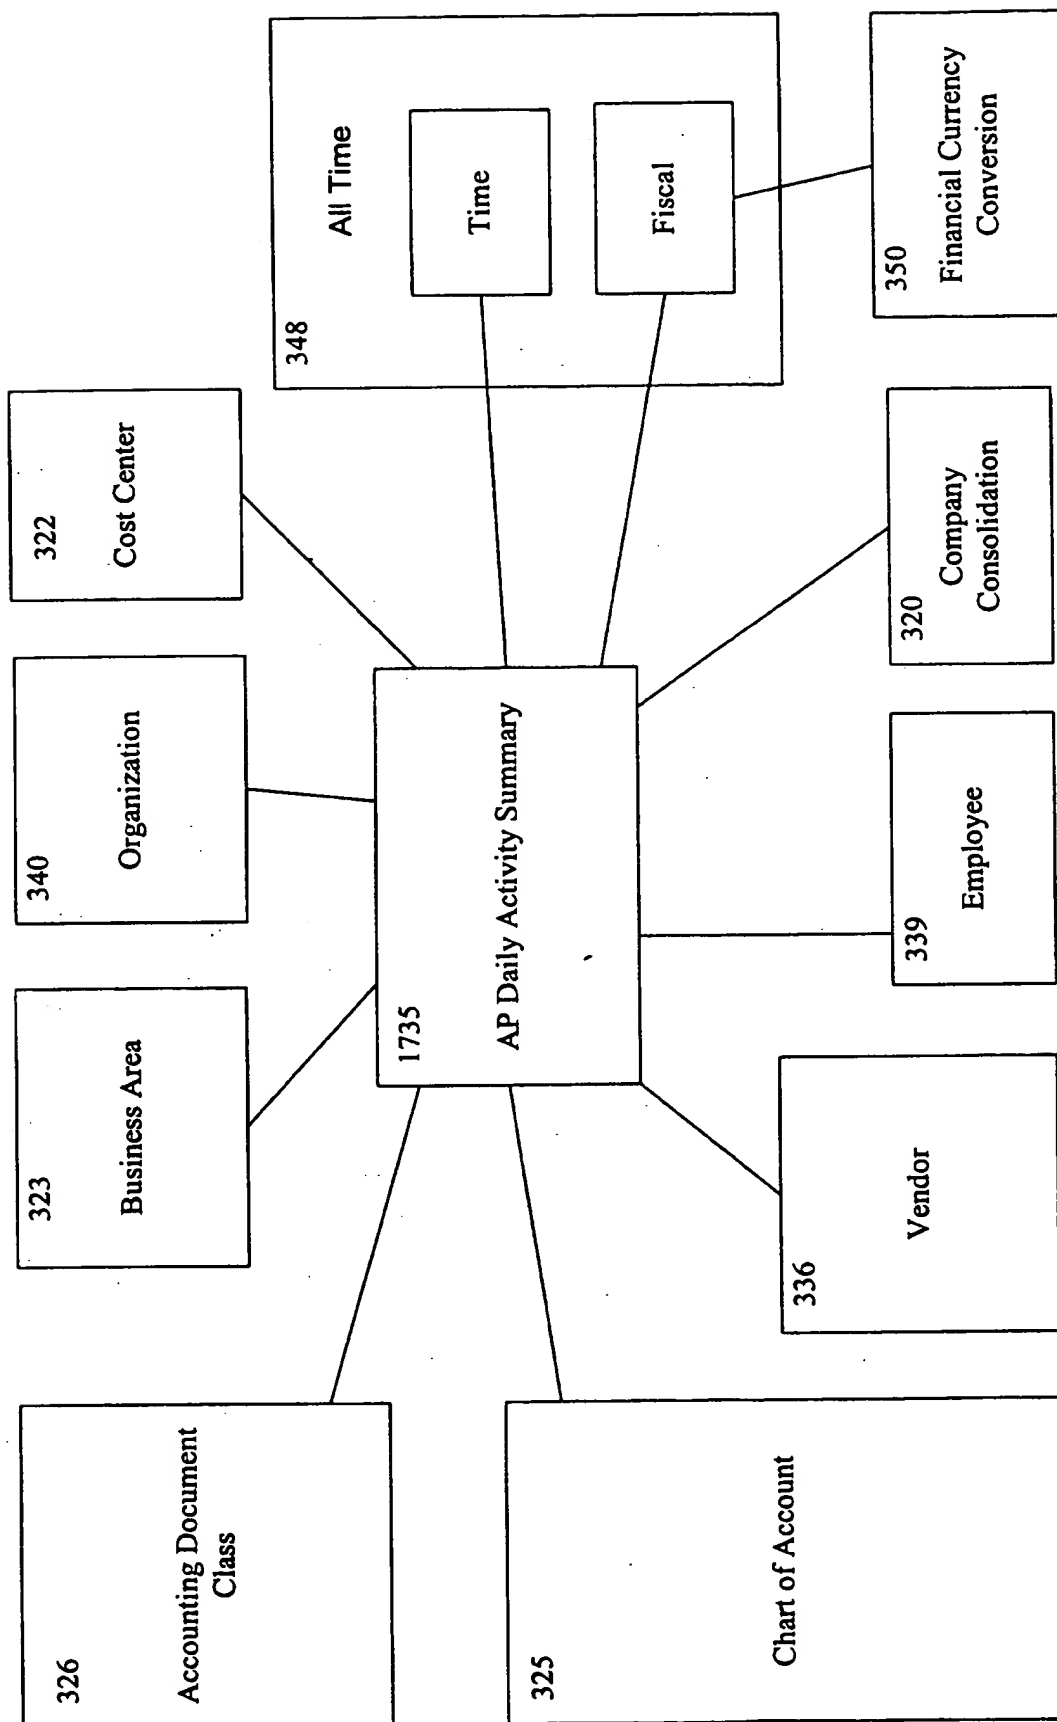 326
Accounting Document
Class
323
Business Area
340
Organization
322
Cost Center
348
All Time
Time
Fiscal
1735
AP Daily Activity Summary
325
Chart of Account
336
Vendor
339
Employee
320
Company
Consolidation
350
Financial Currency
Conversion